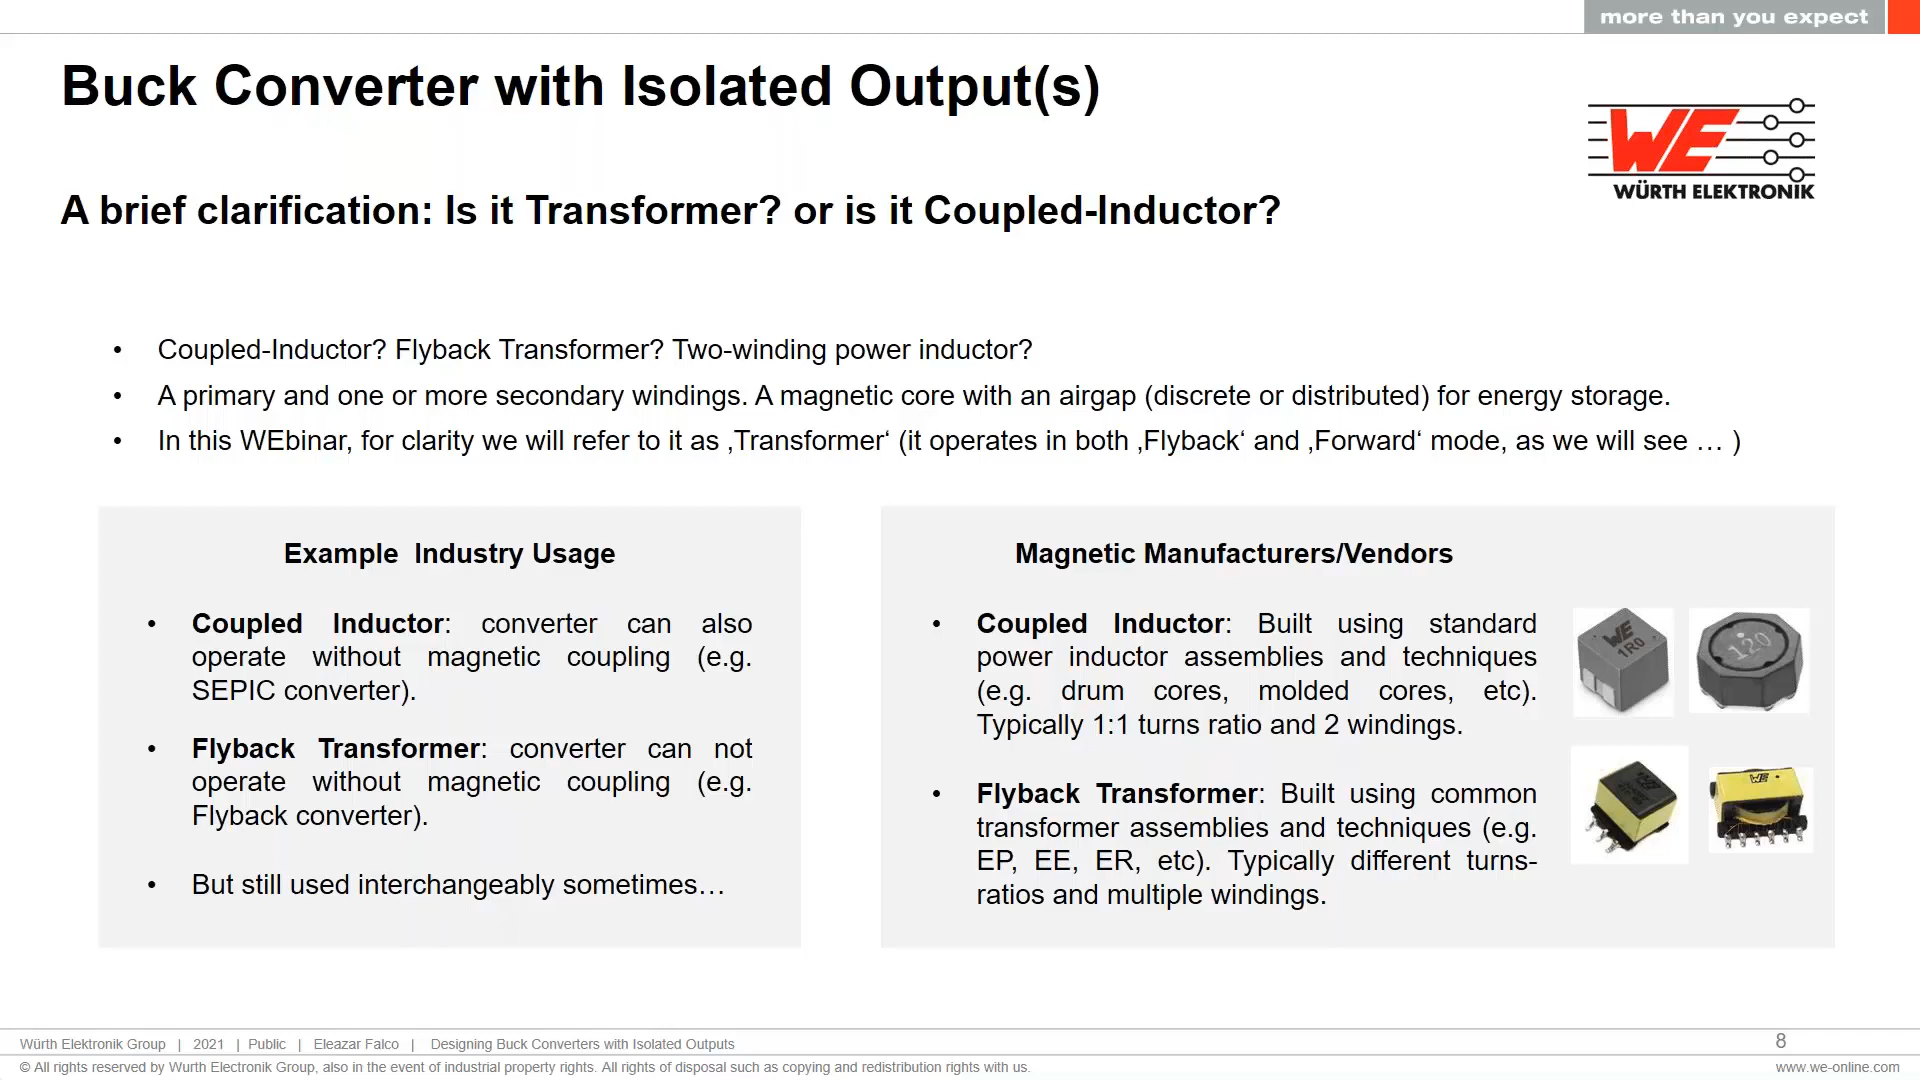 more than you expect
Buck Converter with Isolated Output(s)
WE
WÜRTH ELEKTRONIK
A brief clarification: Is it Transformer? or is it Coupled-Inductor?
• Coupled-Inductor? Flyback Transformer? Two-winding power inductor?
• A primary and one or more secondary windings. A magnetic core with an airgap (discrete or distributed) for energy storage.
• In this WEbinar, for clarity we will refer to it as ‚Transformer‘ (it operates in both ‚Flyback‘ and ‚Forward‘ mode, as we will see … )
Example Industry Usage
• Coupled Inductor: converter can also
operate without magnetic coupling (e.g.
SEPIC converter).
• Flyback Transformer: converter can not
operate without magnetic coupling (e.g.
Flyback converter).
• But still used interchangeably sometimes…
Magnetic Manufacturers/Vendors
• Coupled Inductor: Built using standard
power inductor assemblies and techniques
(e.g. drum cores, molded cores, etc).
Typically 1:1 turns ratio and 2 windings.
• Flyback Transformer: Built using common
transformer assemblies and techniques (e.g.
EP, EE, ER, etc). Typically different turns-
ratios and multiple windings.
WE
1R0
120
WE
Würth Elektronik Group | 2021 | Public | Eleazar Falco | Designing Buck Converters with Isolated Outputs
8
© All rights reserved by Wurth Electronik Group, also in the event of industrial property rights. All rights of disposal such as copying and redistribution rights with us.
www.we-online.com